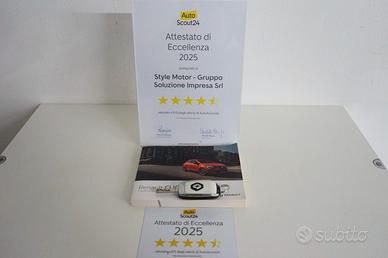 Auto
Scout24
Attestato di
Eccellenza
2025
Style Motor - Gruppo
Soluzione Impresa Srl
Renault
Auto
Scout24
Attestato di Eccellenza
2025
subito